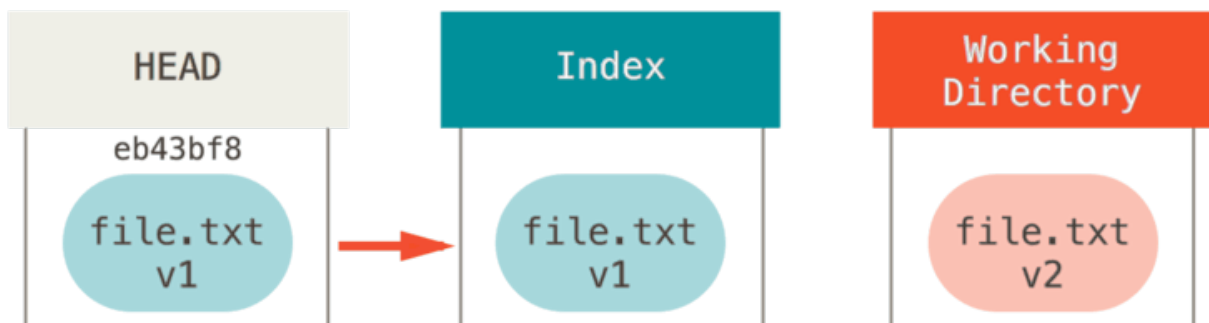 HEAD
Index
Working
Directory
eb43bf8
file.txt
v1
file.txt
v1
file.txt
v2